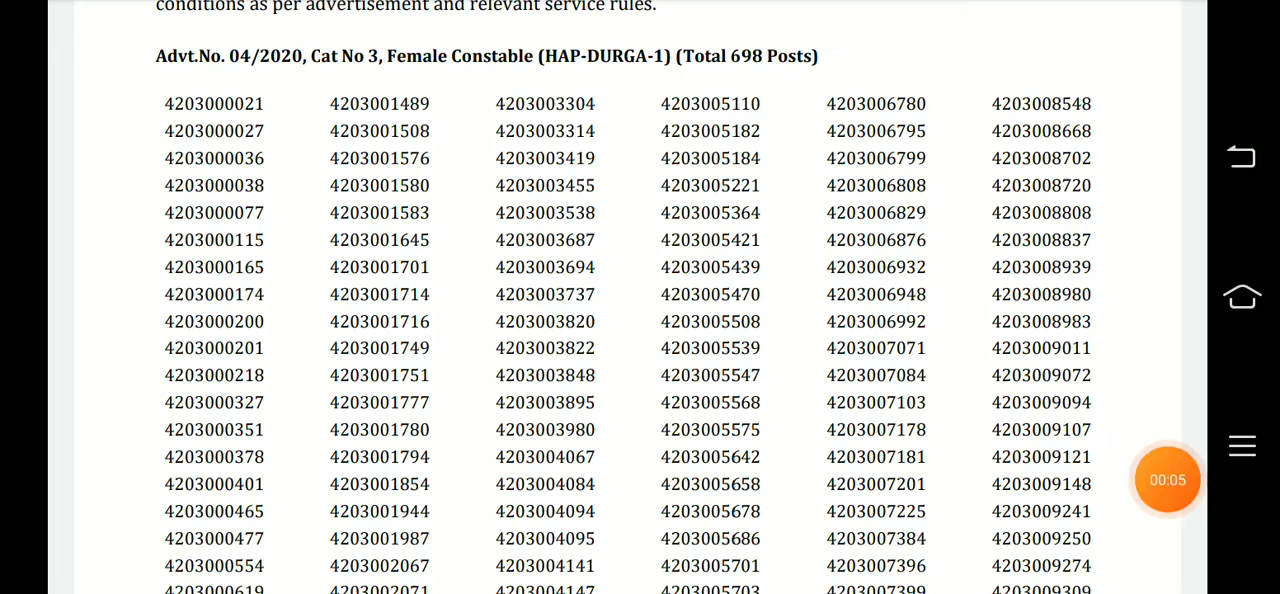 conditions as per advertisement and relevant service rules.
Advt.No. 04/2020, Cat No 3, Female Constable (HAP-DURGA-1) (Total 698 Posts)
4203000021 4203001489 4203003304 4203005110 4203006780 4203008548
4203000027 4203001508 4203003314 4203005182 4203006795 4203008668
4203000036 4203001576 4203003419 4203005184 4203006799 4203008702
4203000038 4203001580 4203003455 4203005221 4203006808 4203008720
4203000077 4203001583 4203003538 4203005364 4203006829 4203008808
4203000115 4203001645 4203003687 4203005421 4203006876 4203008837
4203000165 4203001701 4203003694 4203005439 4203006932 4203008939
4203000174 4203001714 4203003737 4203005470 4203006948 4203008980
4203000200 4203001716 4203003820 4203005508 4203006992 4203008983
4203000201 4203001749 4203003822 4203005539 4203007071 4203009011
4203000218 4203001751 4203003848 4203005547 4203007084 4203009072
4203000327 4203001777 4203003895 4203005568 4203007103 4203009094
4203000351 4203001780 4203003980 4203005575 4203007178 4203009107
4203000378 4203001794 4203004067 4203005642 4203007181 4203009121
4203000401 4203001854 4203004084 4203005658 4203007201 4203009148
4203000465 4203001944 4203004094 4203005678 4203007225 4203009241
4203000477 4203001987 4203004095 4203005686 4203007384 4203009250
4203000554 4203002067 4203004141 4203005701 4203007396 4203009274
4203000619 4203002071 4203004147 4203005703 4203007399 4203009309
00:05